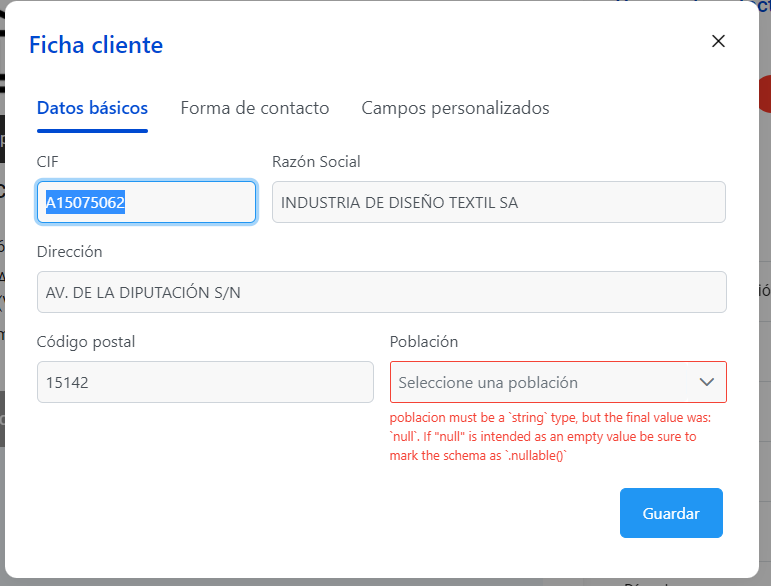 Ficha cliente
Datos básicos Forma de contacto Campos personalizados
CIF Razón Social
A15075062 INDUSTRIA DE DISEÑO TEXTIL SA
Dirección
AV. DE LA DIPUTACIÓN S/N
Código postal Población
15142 Seleccione una población
poblacion must be a `string` type, but the final value was:
`null`. If "null" is intended as an empty value be sure to
mark the schema as `.nullable()`
Guardar